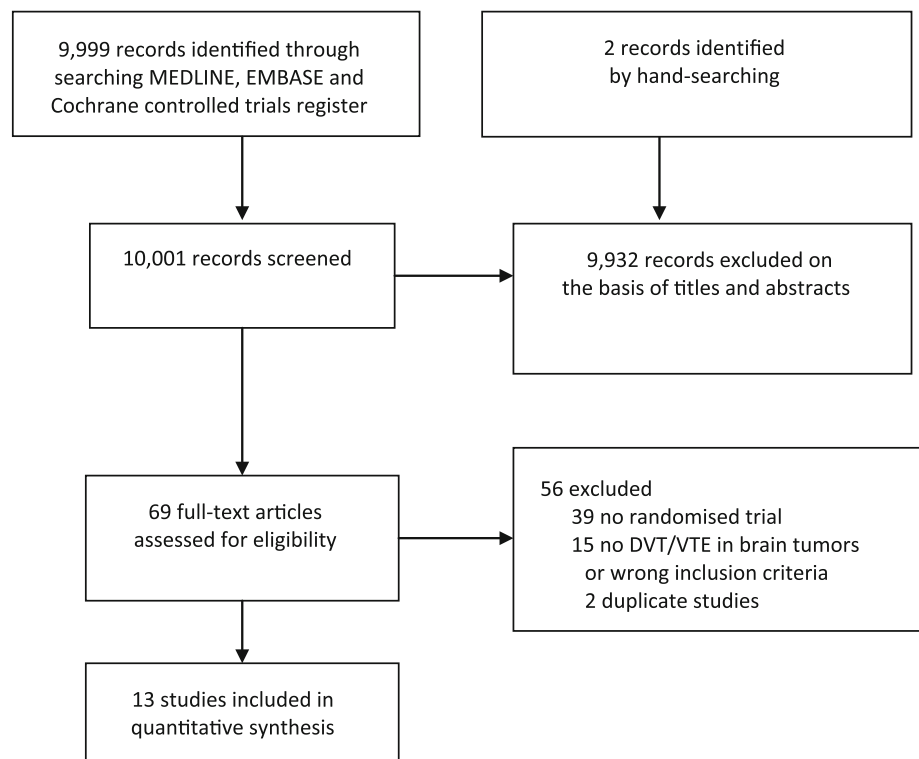 9,999 records identified through
searching MEDLINE, EMBASE and
Cochrane controlled trials register
2 records identified
by hand-searching
10,001 records screened
9,932 records excluded on
the basis of titles and abstracts
69 full-text articles
assessed for eligibility
56 excluded
39 no randomised trial
15 no DVT/VTE in brain tumors
or wrong inclusion criteria
2 duplicate studies
13 studies included in
quantitative synthesis